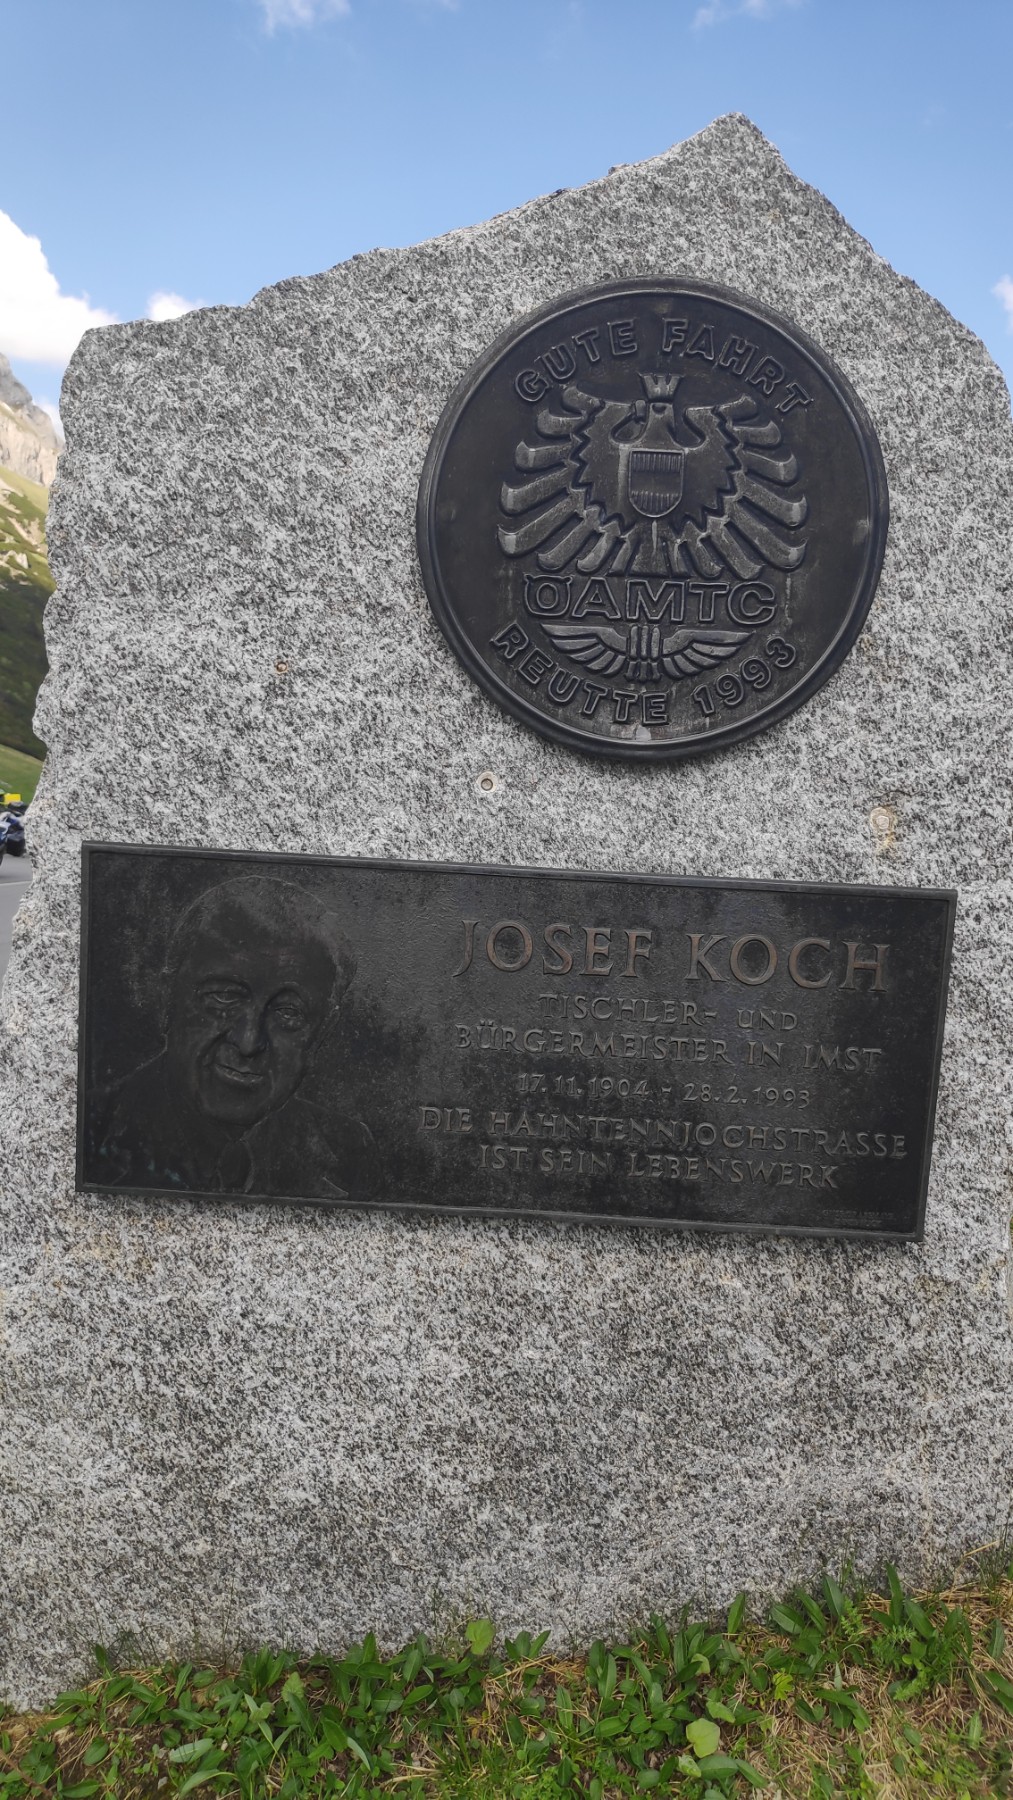 GUTE FAHRT
ÖAMTC
REUTTE 1993
JOSEF KOCH
TISCHLER- UND
BÜRGERMEISTER IN IMST
17.11.1904 - 28.2.1993
DIE HAHNTENNJOCHSTRASSE
IST SEIN LEBENSWERK